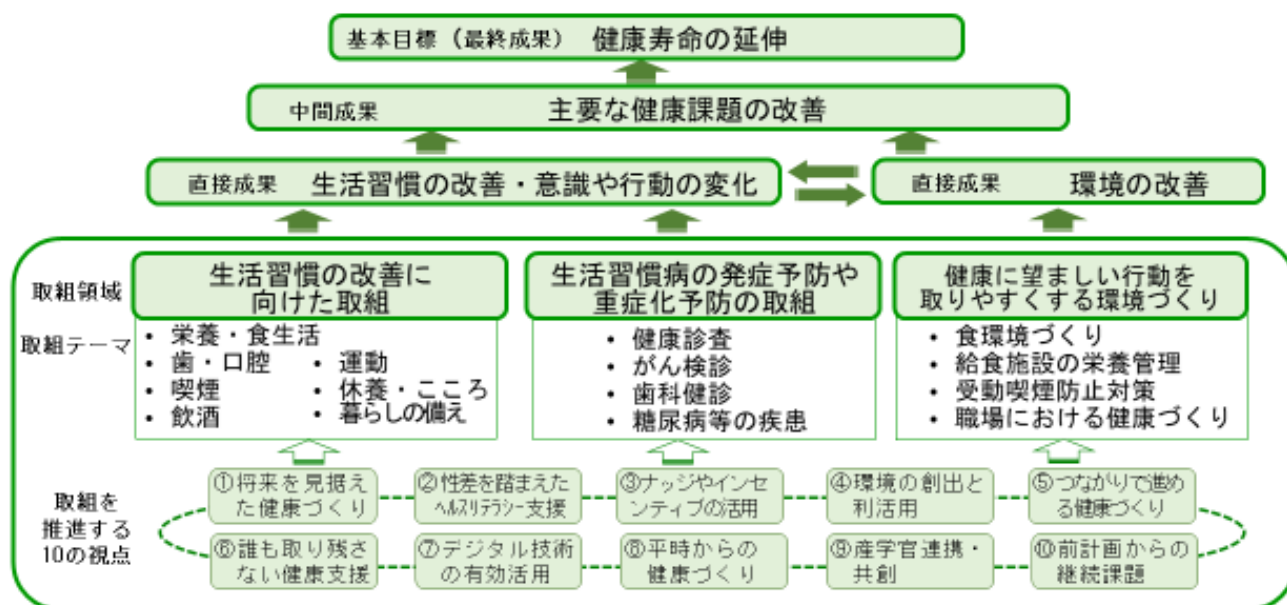 基本目標（最終成果） 健康寿命の延伸
中間成果 主要な健康課題の改善
直接成果 生活習慣の改善・意識や行動の変化
直接成果 環境の改善
取組領域
生活習慣の改善に
向けた取組
生活習慣病の発症予防や
重症化予防の取組
健康に望ましい行動を
取りやすくする環境づくり
取組テーマ
• 栄養・食生活
• 歯・口腔
• 喫煙
• 飲酒
• 運動
• 休養・こころ
• 暮らしの備え
• 健康診査
• がん検診
• 歯科健診
• 糖尿病等の疾患
• 食環境づくり
• 給食施設の栄養管理
• 受動喫煙防止対策
• 職場における健康づくり
取組を
推進する
10の視点
①将来を見据え
た健康づくり
②性差を踏まえた
ヘルスリテラシー支援
③ナッジやインセ
ンティブの活用
④環境の創出と
利活用
⑤つながりで進め
る健康づくり
⑥誰も取り残さ
ない健康支援
⑦デジタル技術
の有効活用
⑧平時からの
健康づくり
⑨産学官連携・
共創
⑩前計画からの
継続課題